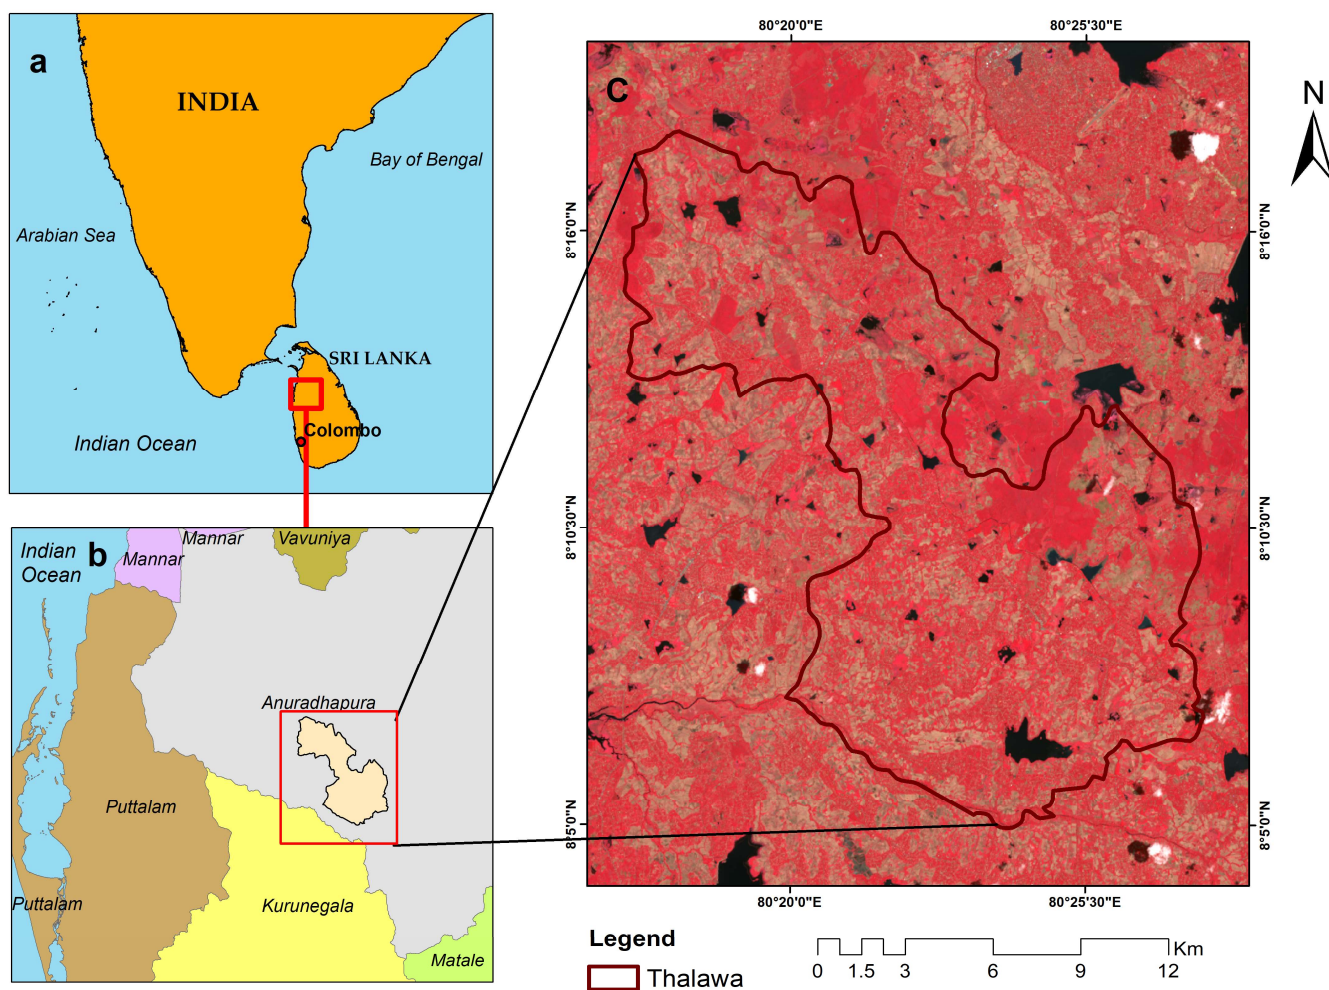 a
INDIA
Bay of Bengal
Arabian Sea
SRI LANKA
Colombo
Indian Ocean
b
Indian
Ocean
Mannar
Mannar
Vavuniya
Anuradhapura
Puttalam
Puttalam
Kurunegala
Matale
80°20'0"E
80°25'30"E
C
N
8°16'0"N
8°16'0"N
8°10'30"N
8°10'30"N
8°5'0"N
8°5'0"N
80°20'0"E
80°25'30"E
Legend
Thalawa
Km
0 1.5 3 6 9 12